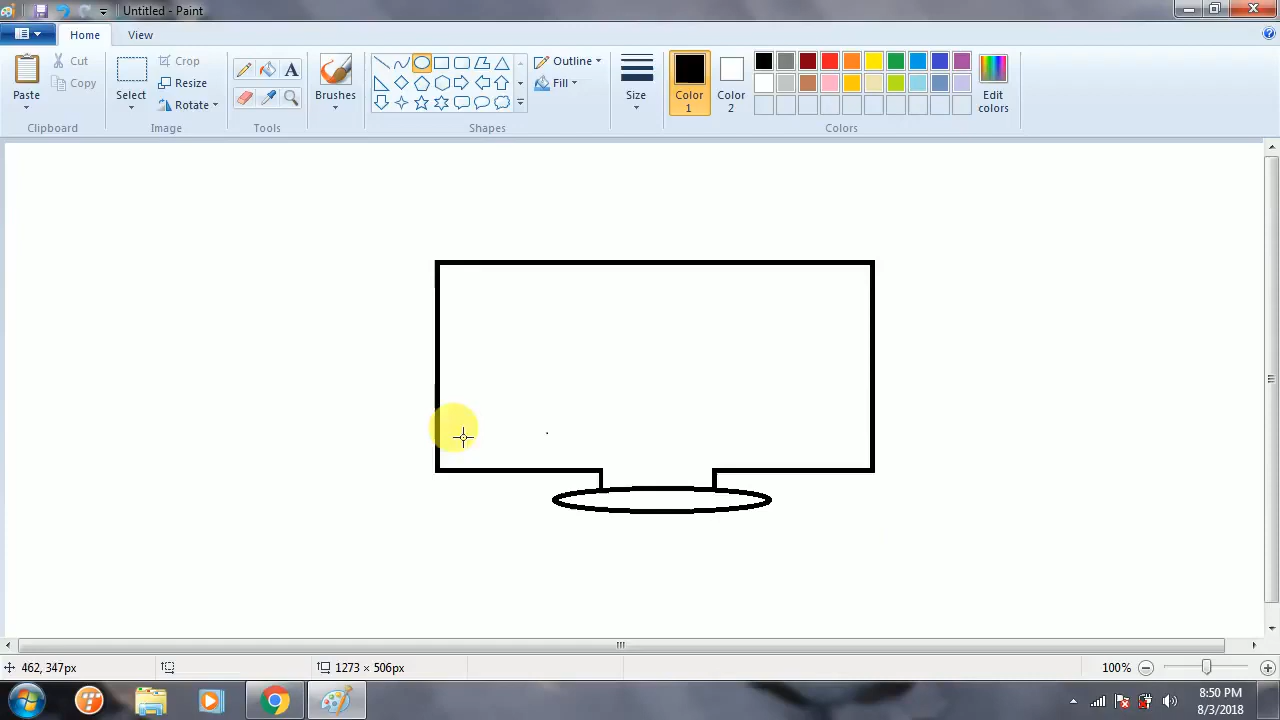 Untitled - Paint
Home
View
Paste
Cut
Copy
Clipboard
Select
Crop
Resize
Rotate
Image
A
Tools
Brushes
Outline
Fill
Shapes
Size
Color 1
Color 2
Edit colors
Colors
462, 347px
1273 × 506px
100%
8:50 PM
8/3/2018